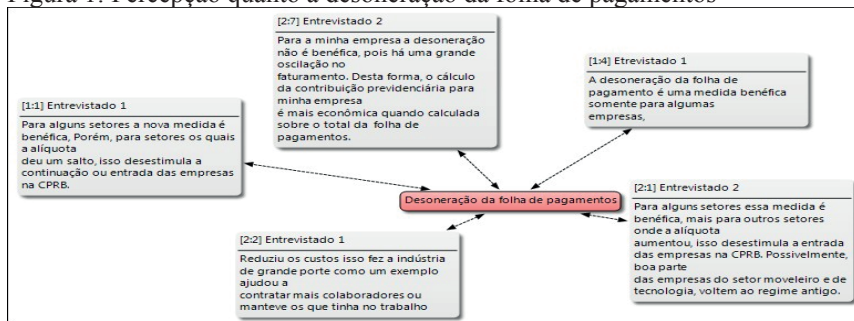 Figura 1: Percepção quanto à desoneração da folha de pagamentos
[2:7] Entrevistado 2
Para a minha empresa a desoneração
não é benéfica, pois há uma grande
oscilação no
faturamento. Desta forma, o cálculo
da contribuição previdenciária para
minha empresa
é mais econômica quando calculada
sobre o total da folha de
pagamentos.
[1:4] Etrevistado 1
A desoneração da folha de
pagamento é uma medida benéfica
somente para algumas
empresas,
[1:1] Entrevistado 1
Para alguns setores a nova medida é
benéfica, Porém, para setores os quais
a alíquota
deu um salto, isso desestimula a
continuação ou entrada das empresas
na CPRB.
Desoneração da folha de pagamentos
[2:1] Entrevistado 2
Para alguns setores essa medida é
benéfica, mais para outros setores
onde a alíquota
aumentou, isso desestimula a entrada
das empresas na CPRB. Possivelmente,
boa parte
das empresas do setor moveleiro e de
tecnologia, voltem ao regime antigo.
[2:2] Entrevistado 1
Reduziu os custos isso fez a indústria
de grande porte como um exemplo
ajudou a
contratar mais colaboradores ou
manteve os que tinha no trabalho